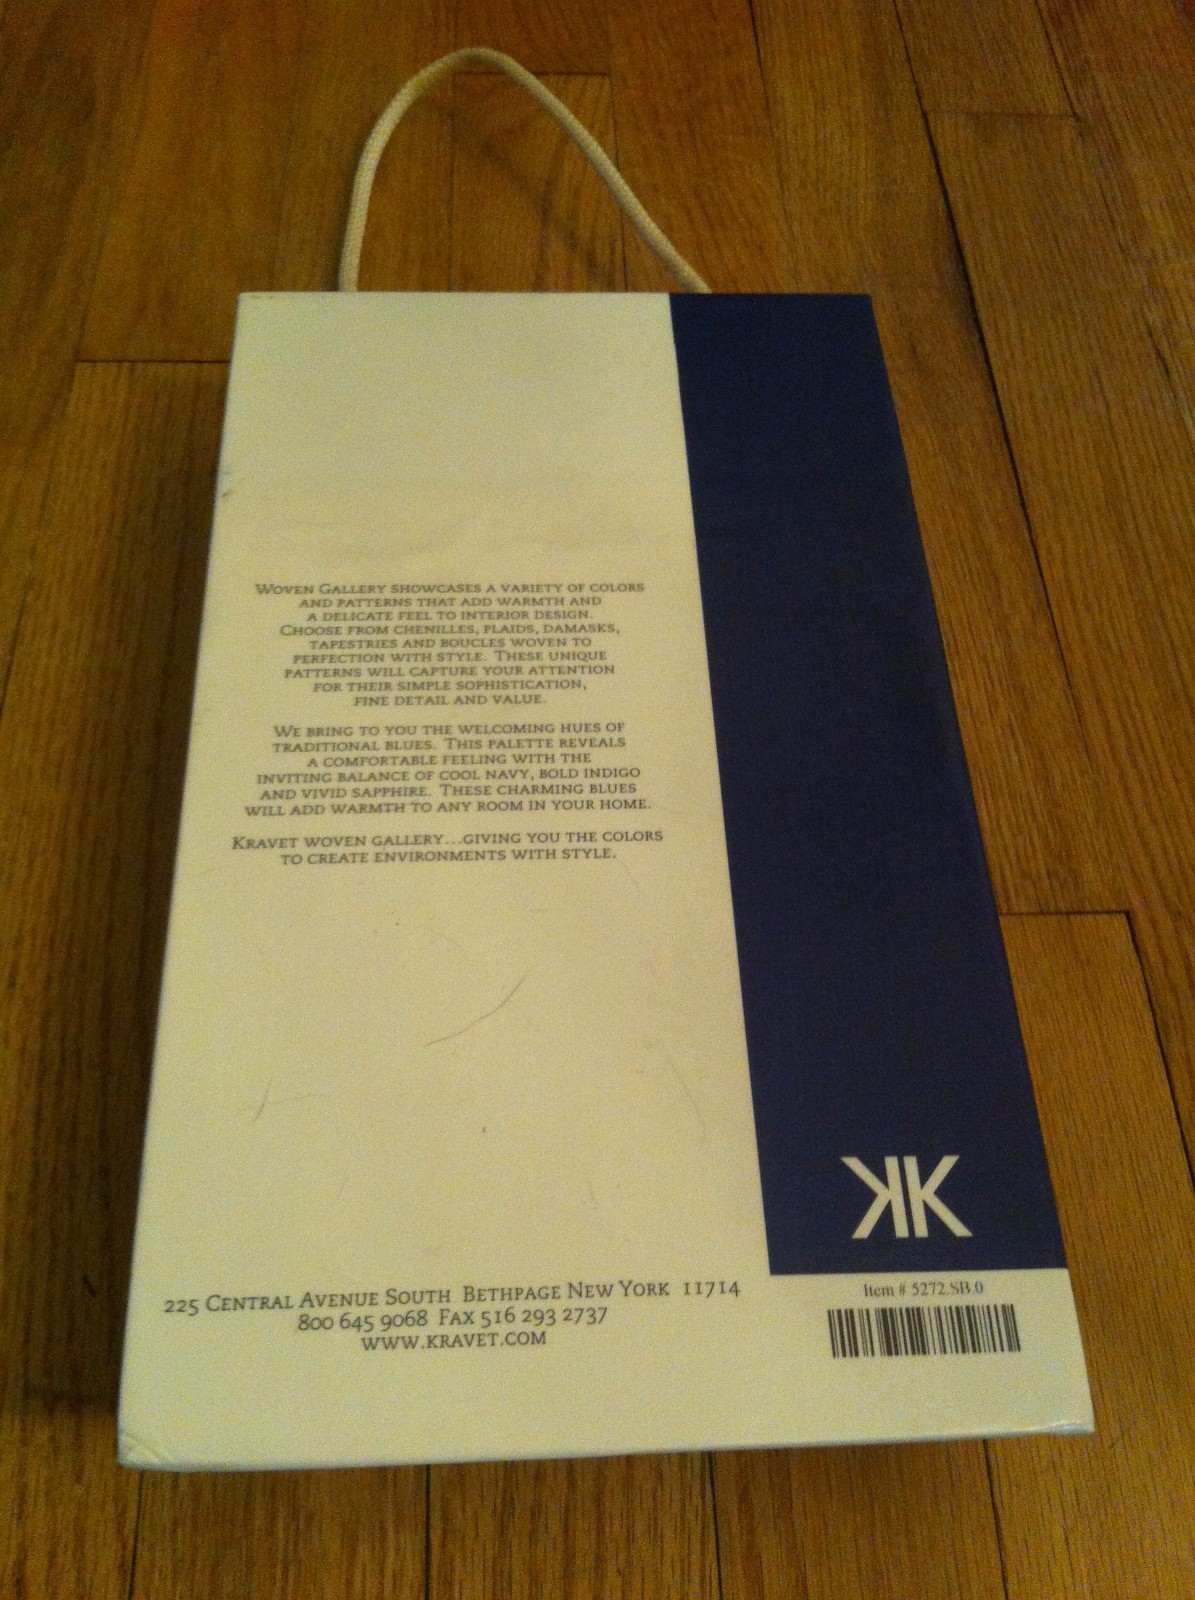 WOVEN GALLERY SHOWCASES A VARIETY OF COLORS
AND PATTERNS THAT ADD WARMTH AND
A DELICATE FEEL TO INTERIOR DESIGN.
CHOOSE FROM CHENILLES, PLAIDS, DAMASKS,
TAPESTRIES AND BOUCLES WOVEN TO
PERFECTION WITH STYLE. THESE UNIQUE
PATTERNS WILL CAPTURE YOUR ATTENTION
FOR THEIR SIMPLE SOPHISTICATION,
FINE DETAIL AND VALUE.
WE BRING TO YOU THE WELCOMING HUES OF
TRADITIONAL BLUES. THIS PALETTE REVEALS
A COMFORTABLE FEELING WITH THE
INVITING BALANCE OF COOL NAVY, BOLD INDIGO
AND VIVID SAPPHIRE. THESE CHARMING BLUES
WILL ADD WARMTH TO ANY ROOM IN YOUR HOME.
KRAVET WOVEN GALLERY...GIVING YOU THE COLORS
TO CREATE ENVIRONMENTS WITH STYLE.
KK
225 CENTRAL AVENUE SOUTH BETHPAGE NEW YORK 11714
800 645 9068 FAX 516 293 2737
WWW.KRAVET.COM
Item # 5272.SB.0